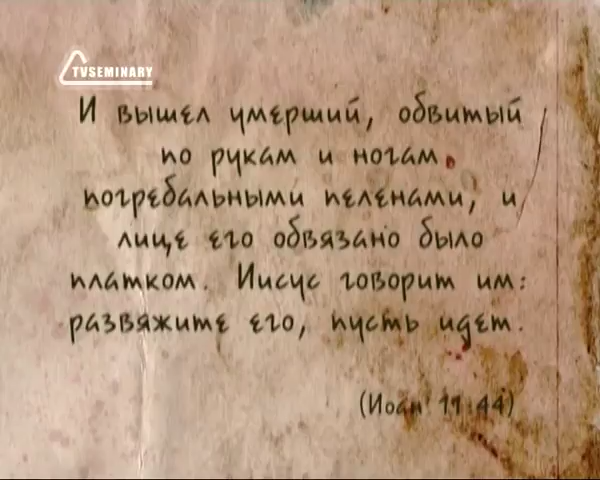 TVSEMINARY
И вышел умерший, обвитый
по рукам и ногам
погребальными пеленами, и
лице его обвязано было
платком. Иисус говорит им:
развяжите его, пусть идет.
(Иоан 11:44)